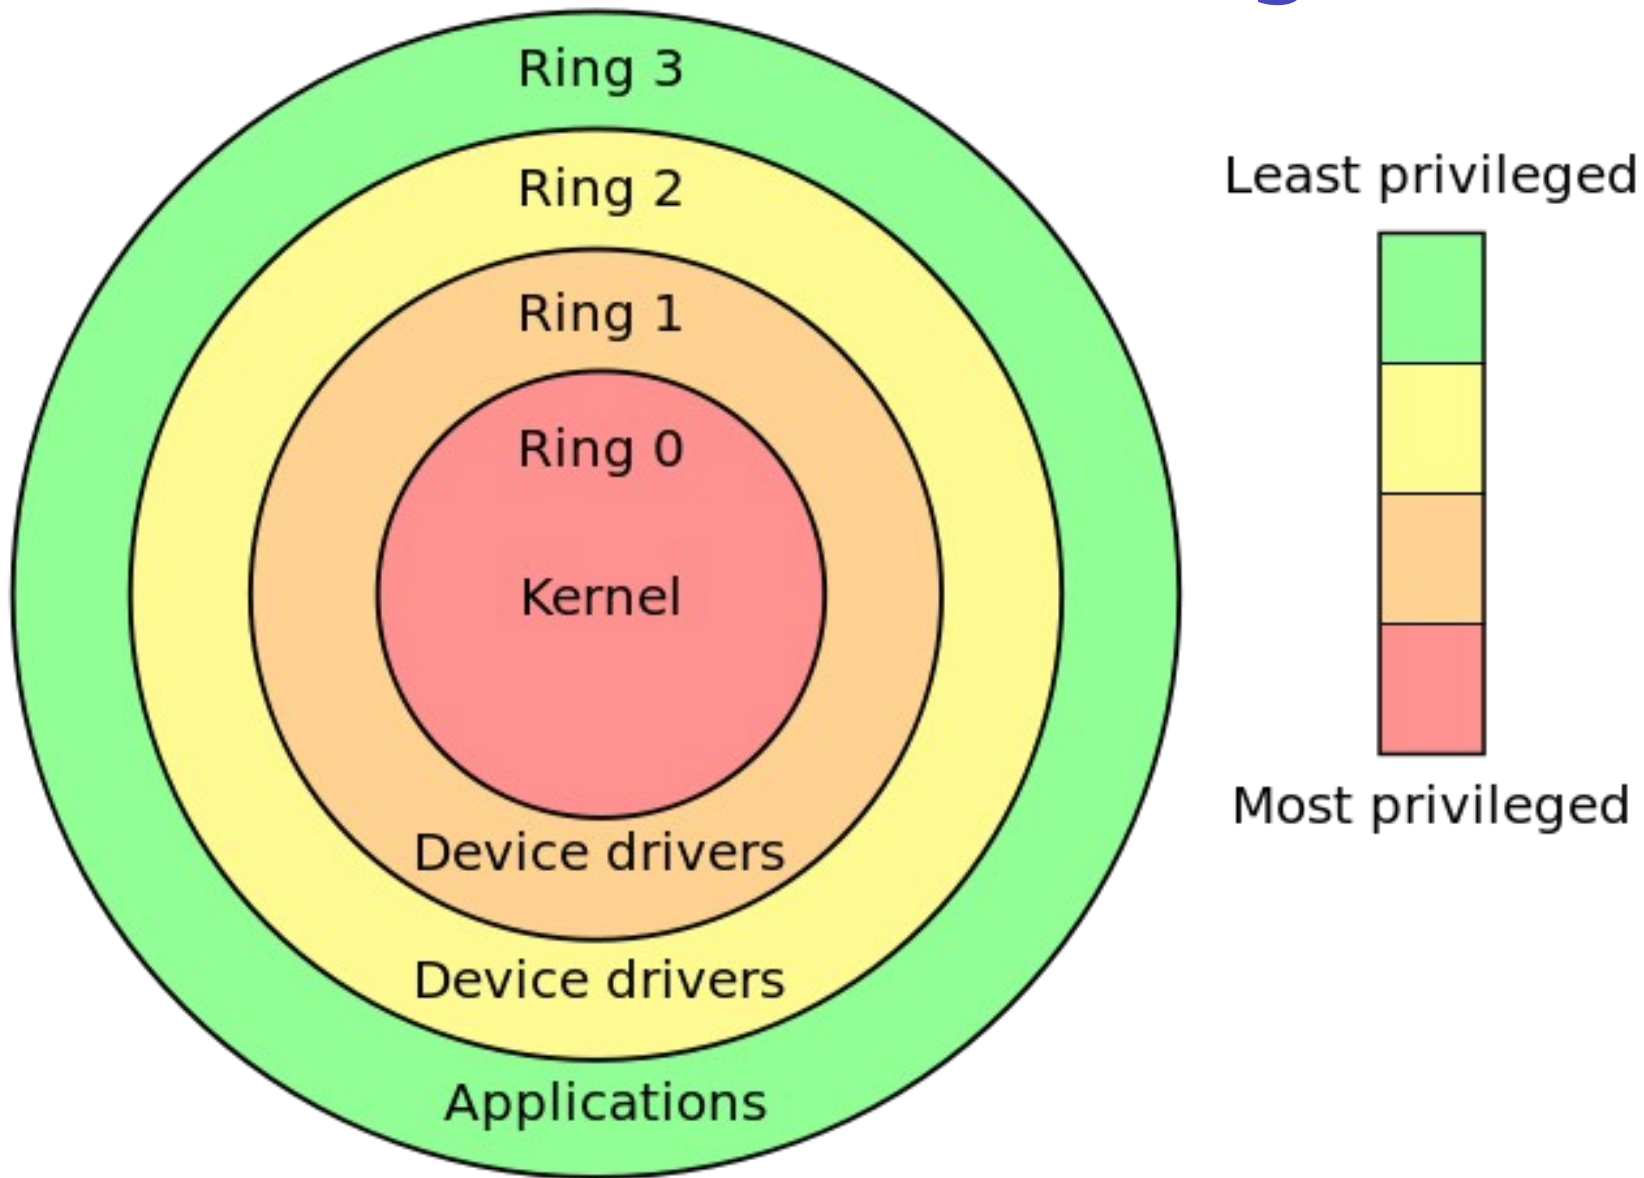 Ring 3
Ring 2
Ring 1
Ring 0
Kernel
Device drivers
Device drivers
Applications
Least privileged
Most privileged